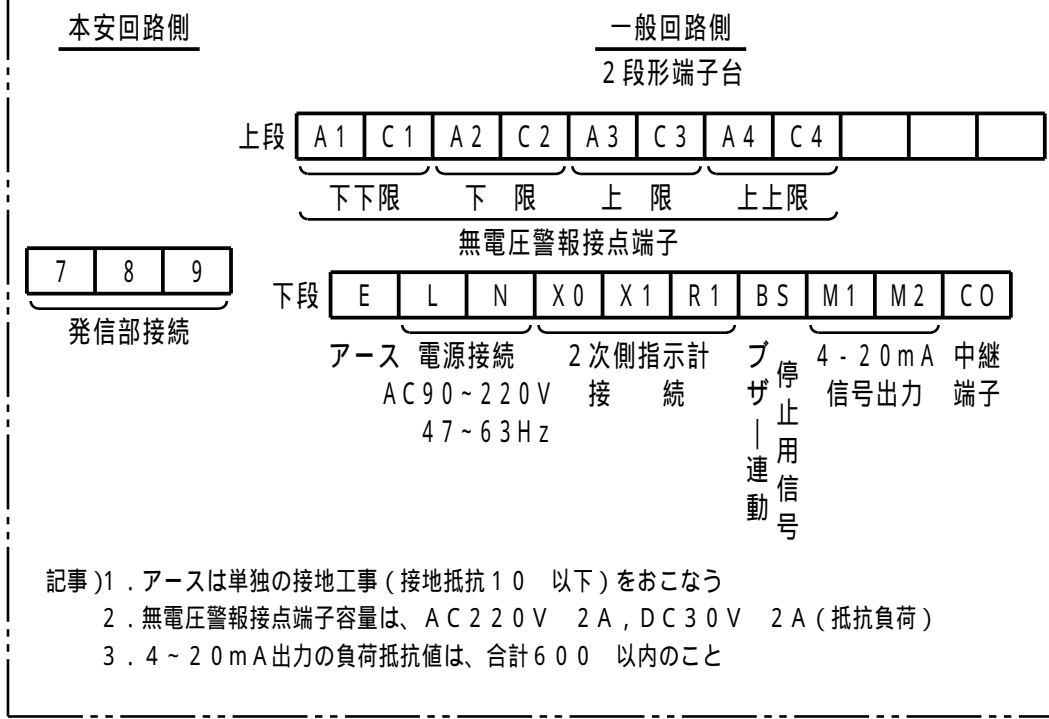 本安回路側
一般回路側
2段形端子台
上段 A1 C1 A2 C2 A3 C3 A4 C4
下下限 下 限 上 限 上上限
無電圧警報接点端子
7 8 9
発信部接続
下段 E L N X0 X1 R1 BS M1 M2 CO
アース
電源接続
AC90~220V
47~63Hz
2次側指示計
接 続
ブザー連動
停止用信号
4-20mA
信号出力
中継
端子
記事)1.アースは単独の接地工事(接地抵抗10 以下)をおこなう
2.無電圧警報接点端子容量は、AC220V 2A,DC30V 2A(抵抗負荷)
3.4~20mA出力の負荷抵抗値は、合計600 以内のこと